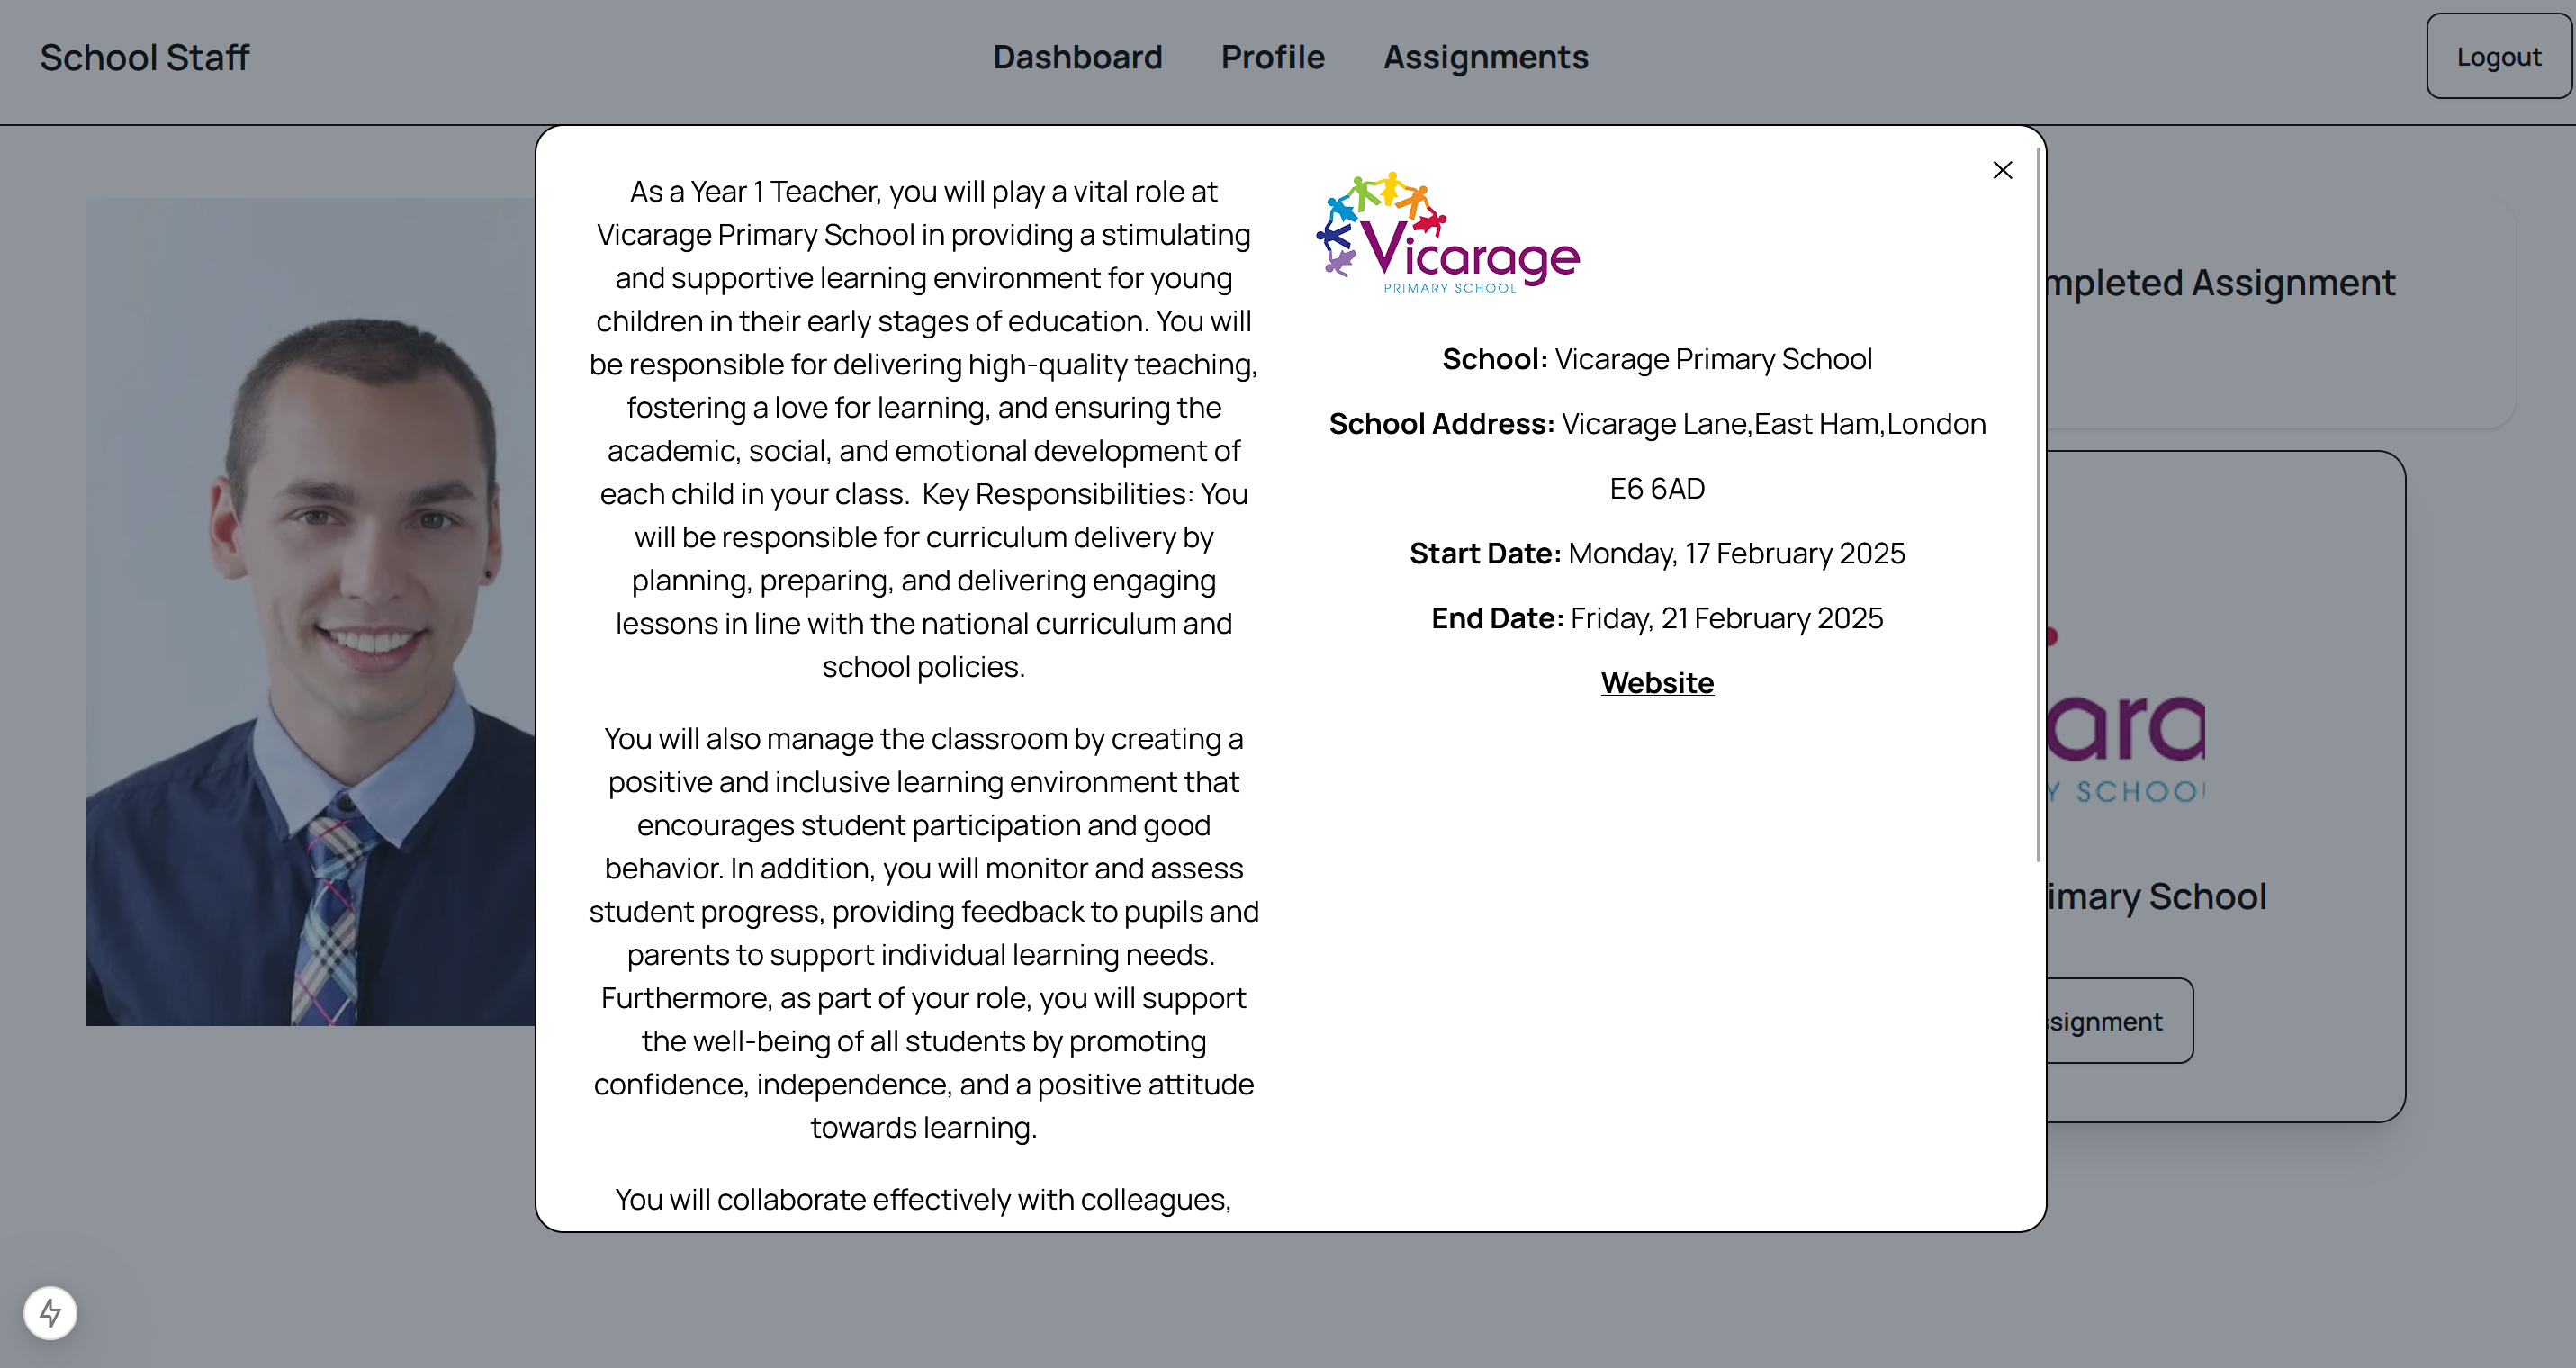 School Staff
Dashboard
Profile
Assignments
Logout
As a Year 1 Teacher, you will play a vital role at
Vicarage Primary School in providing a stimulating
and supportive learning environment for young
children in their early stages of education. You will
be responsible for delivering high-quality teaching,
fostering a love for learning, and ensuring the
academic, social, and emotional development of
each child in your class.  Key Responsibilities: You
will be responsible for curriculum delivery by
planning, preparing, and delivering engaging
lessons in line with the national curriculum and
school policies.
You will also manage the classroom by creating a
positive and inclusive learning environment that
encourages student participation and good
behavior. In addition, you will monitor and assess
student progress, providing feedback to pupils and
parents to support individual learning needs.
Furthermore, as part of your role, you will support
the well-being of all students by promoting
confidence, independence, and a positive attitude
towards learning.
You will collaborate effectively with colleagues,
Vicarage
PRIMARY SCHOOL
School: Vicarage Primary School
School Address: Vicarage Lane,East Ham,London
E6 6AD
Start Date: Monday, 17 February 2025
End Date: Friday, 21 February 2025
Website
mpleted Assignment
ara
Y SCHOO
imary School
signment